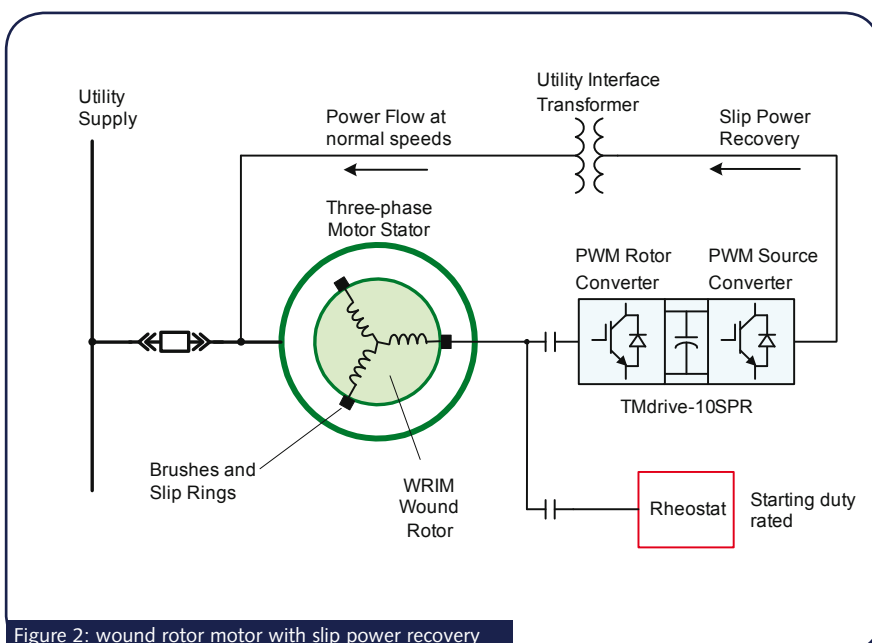 Utility
Supply
Power Flow at
normal speeds
Utility Interface
Transformer
Slip Power
Recovery
Three-phase
Motor Stator
PWM Rotor
Converter
PWM Source
Converter
TMdrive-10SPR
Brushes and
Slip Rings
WRIM
Wound
Rotor
Rheostat
Starting duty
rated
Figure 2: wound rotor motor with slip power recovery